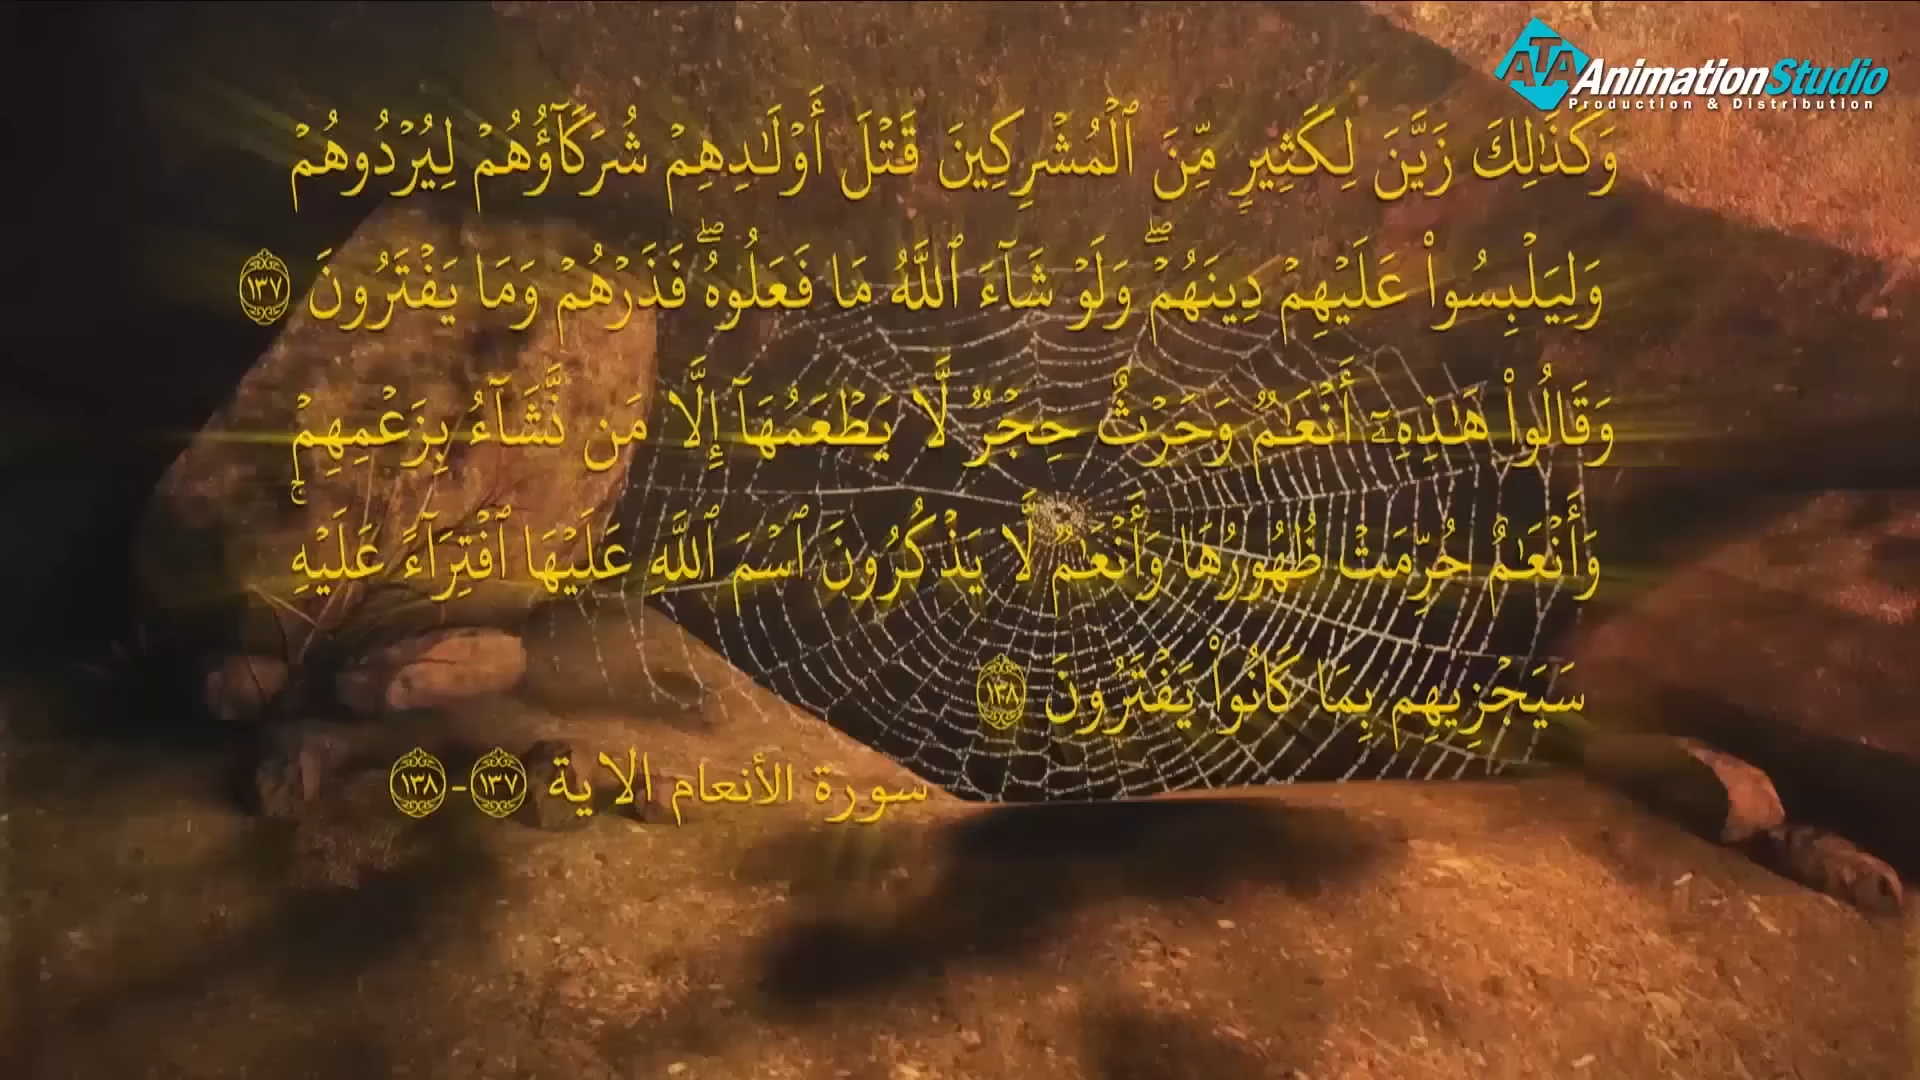 ATA AnimationStudio
Production & Distribution
وَكَذَٰلِكَ زَيَّنَ لِكَثِيرٍ مِّنَ ٱلْمُشْرِكِينَ قَتْلَ أَوْلَـٰدِهِمْ شُرَكَآؤُهُمْ لِيُرْدُوهُمْ
وَلِيَلْبِسُوا۟ عَلَيْهِمْ دِينَهُمْ ۖ وَلَوْ شَآءَ ٱللَّهُ مَا فَعَلُوهُ ۖ فَذَرْهُمْ وَمَا يَفْتَرُونَ ١٣٧
وَقَالُوا۟ هَـٰذِهِۦٓ أَنْعَـٰمٌ وَحَرْثٌ حِجْرٌ لَّا يَطْعَمُهَآ إِلَّا مَن نَّشَآءُ بِزَعْمِهِمْ
وَأَنْعَـٰمٌ حُرِّمَتْ ظُهُورُهَا وَأَنْعَـٰمٌ لَّا يَذْكُرُونَ ٱسْمَ ٱللَّهِ عَلَيْهَا ٱفْتِرَآءً عَلَيْهِ ۚ
سَيَجْزِيهِم بِمَا كَانُوا۟ يَفْتَرُونَ ١٣٨
سورة الأنعام الاية ١٣٧-١٣٨